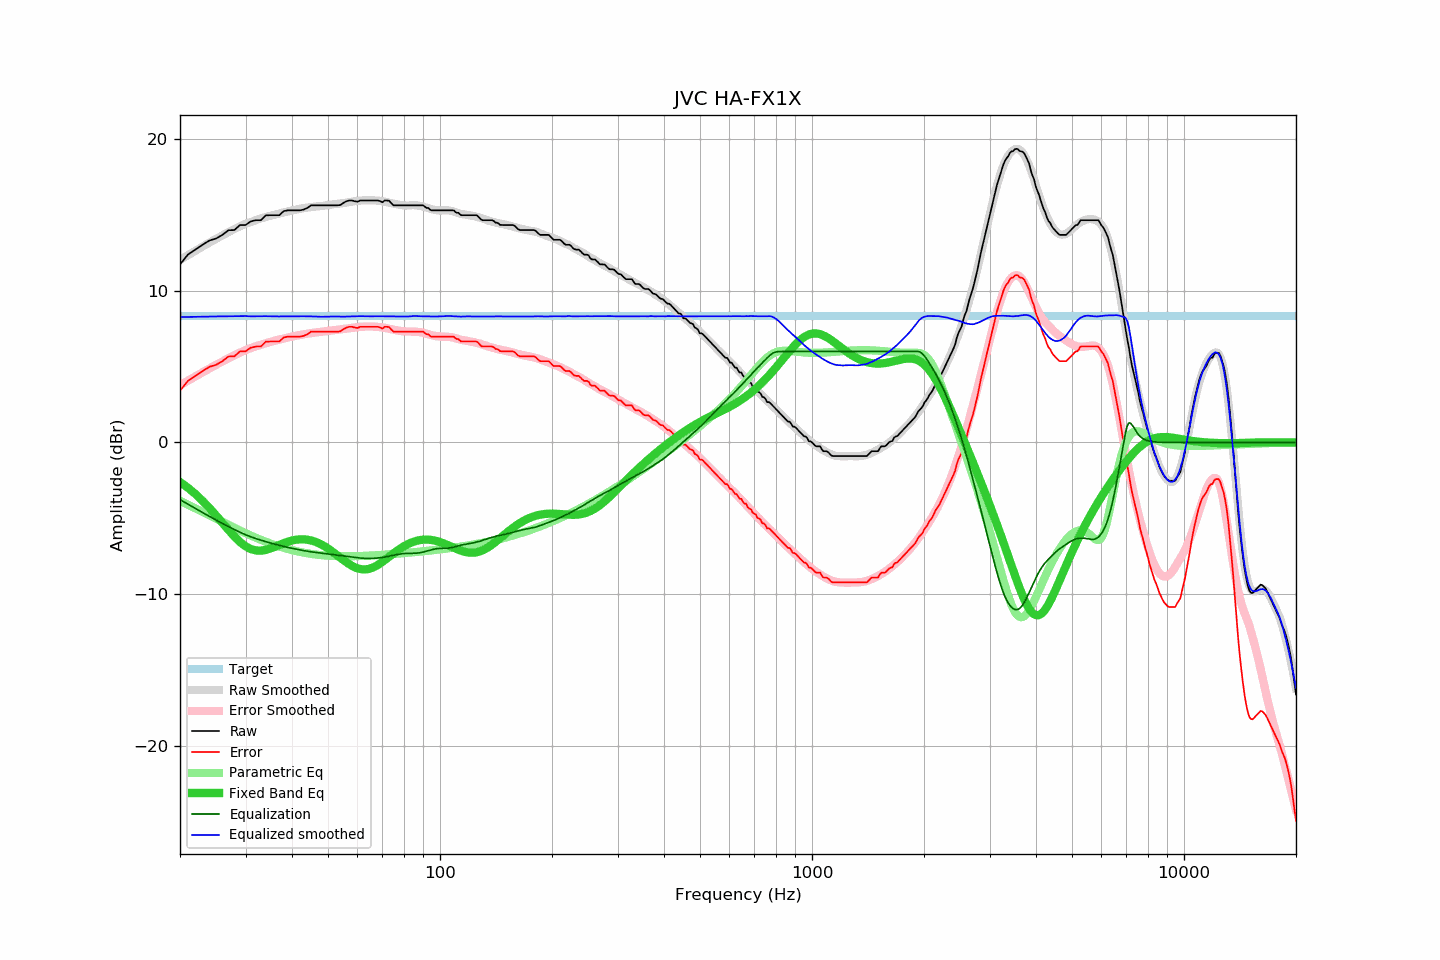 JVC HA-FX1X
20
10
0
−10
−20
Amplitude (dBr)
Target
Raw Smoothed
Error Smoothed
Raw
Error
Parametric Eq
Fixed Band Eq
Equalization
Equalized smoothed
100
1000
10000
Frequency (Hz)